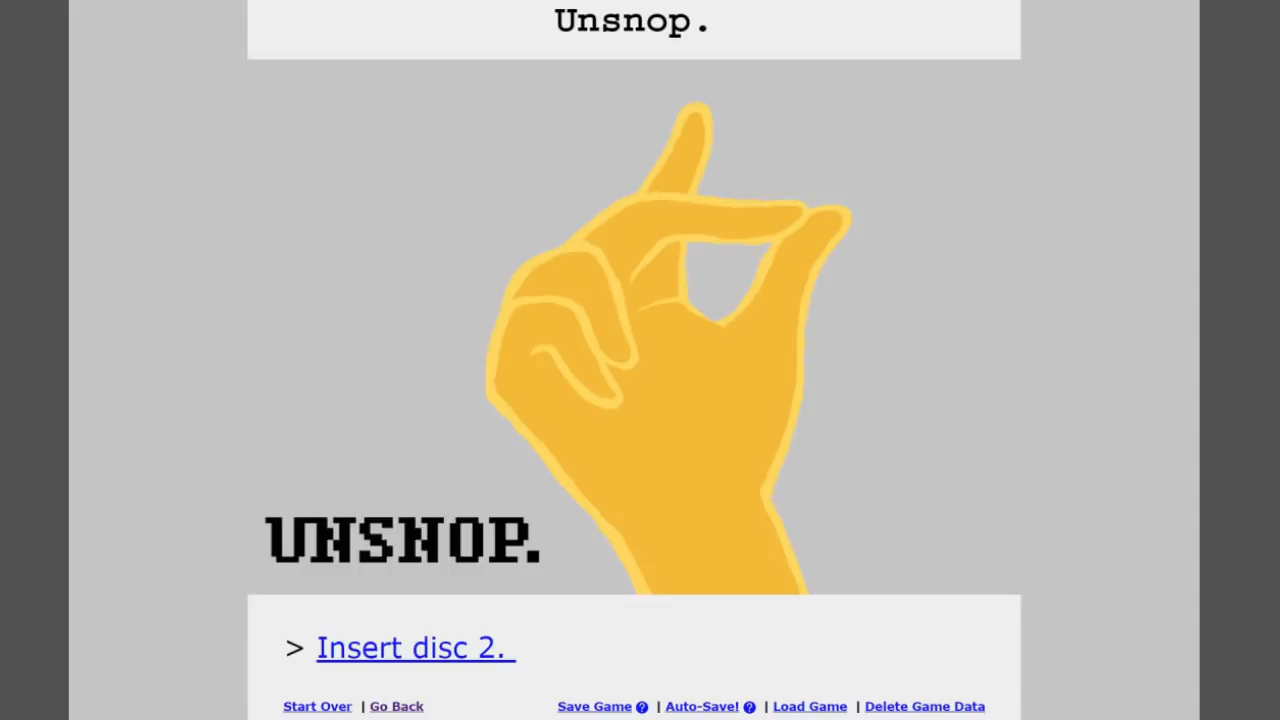 Unsnop.
UNSNOP.
> Insert disc 2.
Start Over | Go Back Save Game ? | Auto-Save! ? | Load Game | Delete Game Data